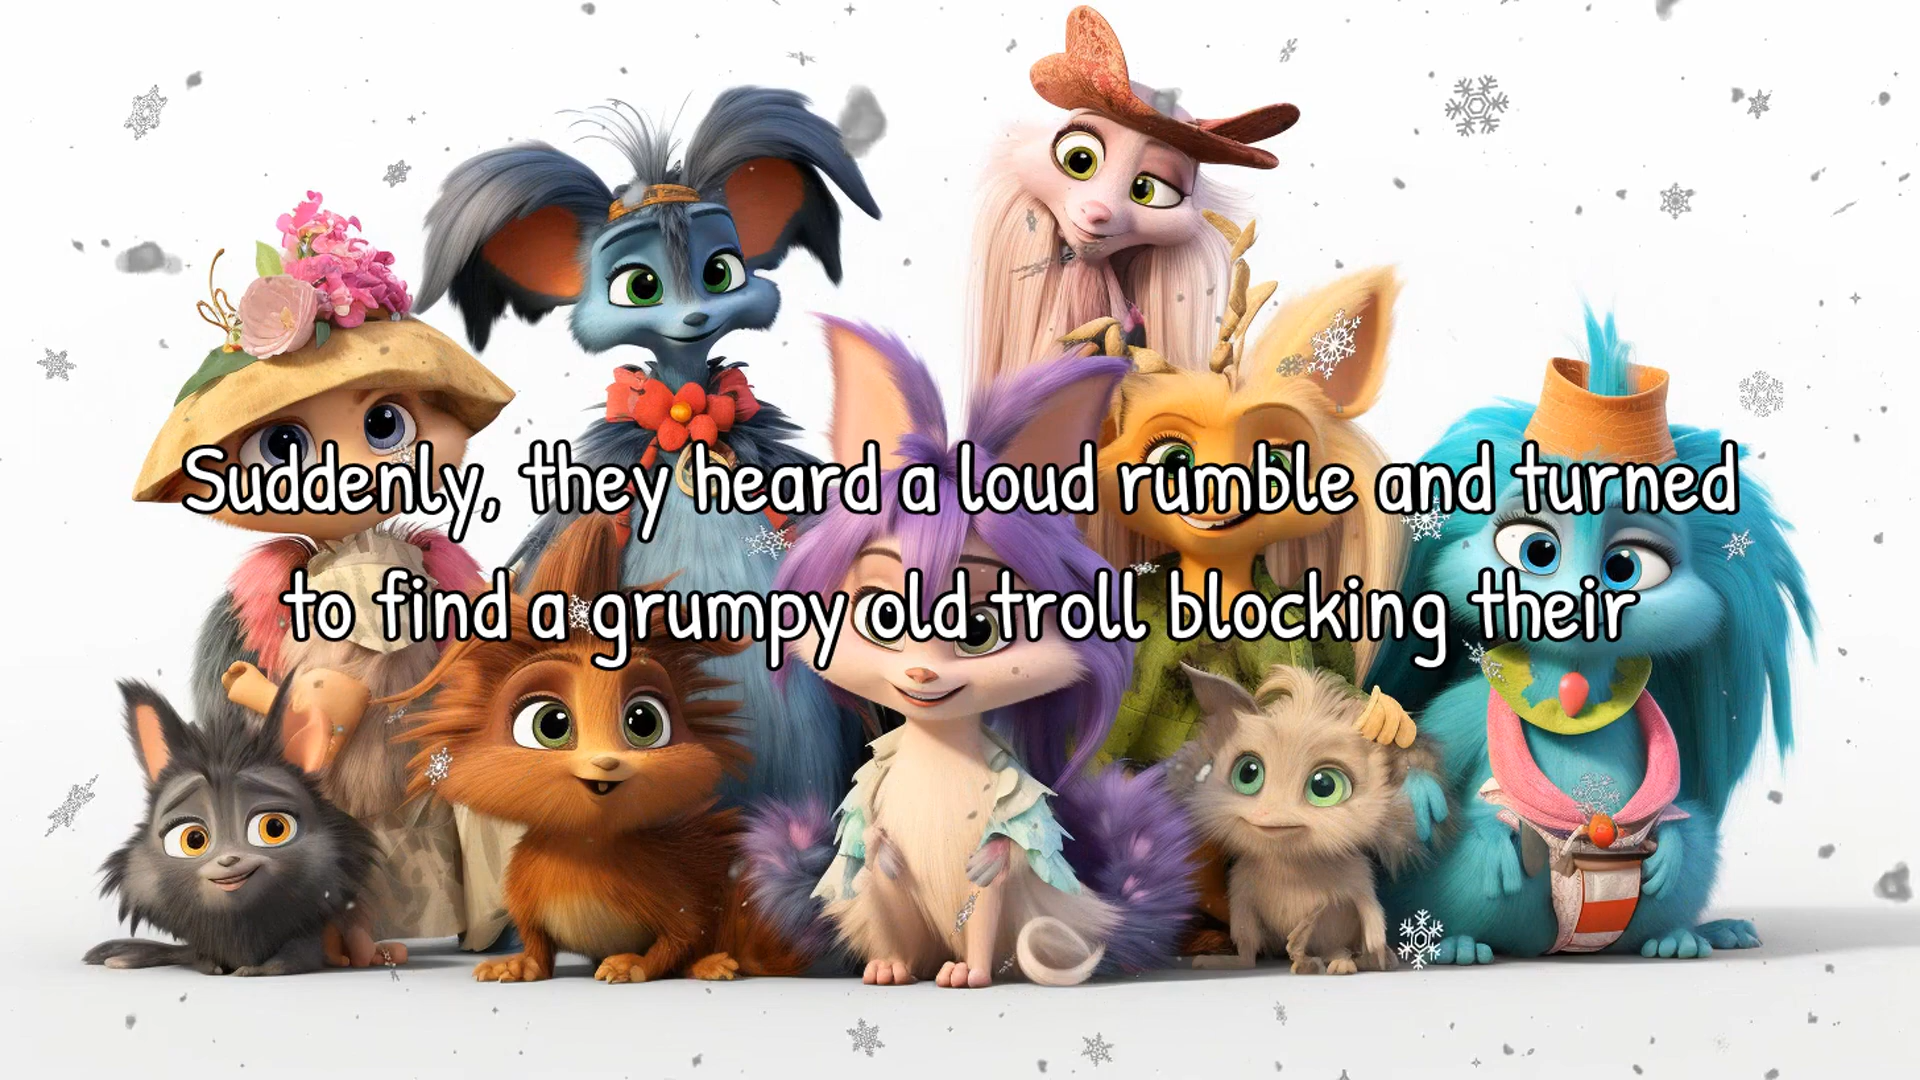 Suddenly, they heard a loud rumble and turned
to find a grumpy old troll blocking their